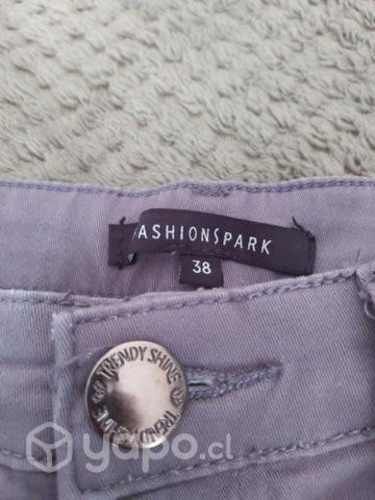 FASHIONSPARK
38
TRENDY SHINE
yapo.cl